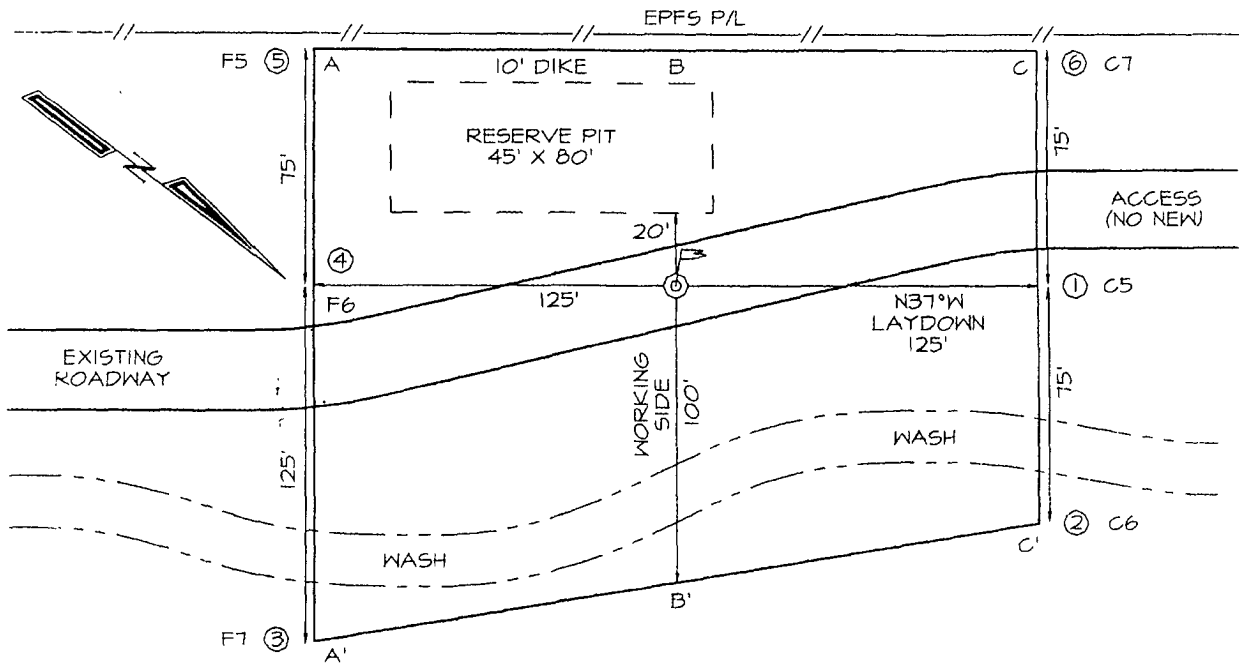 EPFS P/L
F5 ⑤
A
10' DIKE
B
C
⑥ C7
RESERVE PIT
45' X 80'
75'
75'
N
ACCESS
(NO NEW)
20'
④
F6
125'
N37°W
LAYDOWN
125'
① C5
EXISTING
ROADWAY
WORKING
SIDE
100'
75'
WASH
125'
② C6
C'
WASH
B'
F7 ③
A'